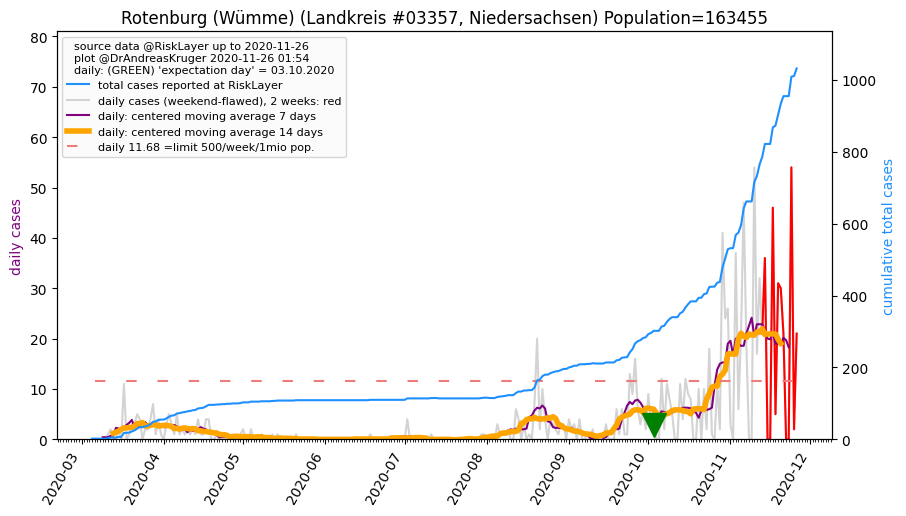 Rotenburg (Wümme) (Landkreis #03357, Niedersachsen) Population=163455
source data @RiskLayer up to 2020-11-26
plot @DrAndreasKruger 2020-11-26 01:54
daily: (GREEN) 'expectation day' = 03.10.2020
total cases reported at RiskLayer
daily cases (weekend-flawed), 2 weeks: red
daily: centered moving average 7 days
daily: centered moving average 14 days
daily 11.68 =limit 500/week/1mio pop.
daily cases
80
70
60
50
40
30
20
10
0
cumulative total cases
1000
800
600
400
200
0
2020-03
2020-04
2020-05
2020-06
2020-07
2020-08
2020-09
2020-10
2020-11
2020-12